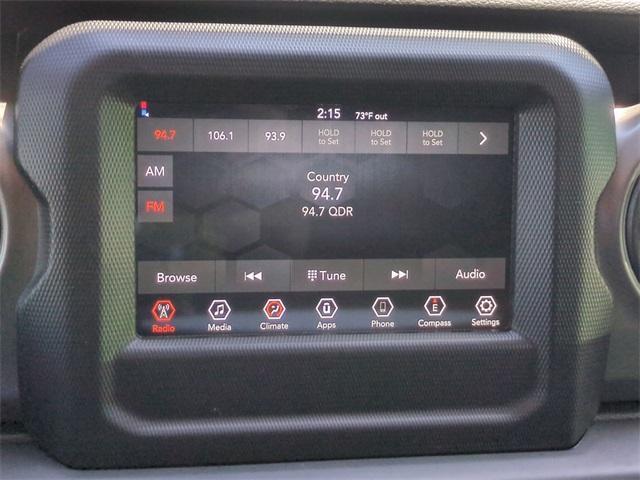 2:15 73°F out
94.7 106.1 93.9 HOLD to Set HOLD to Set HOLD to Set
AM
Country
94.7
FM
94.7 QDR
Browse Tune Audio
E
Radio Media Climate Apps Phone Compass Settings